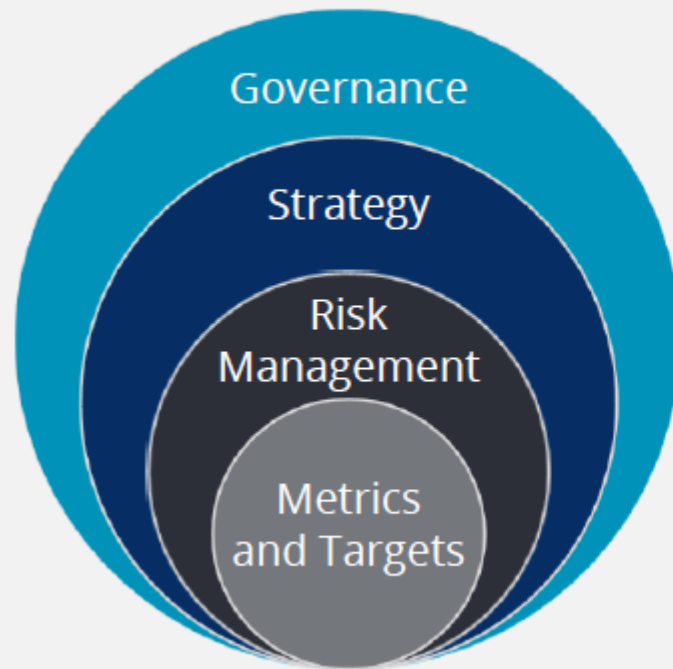 Governance
Strategy
Risk
Management
Metrics
and Targets